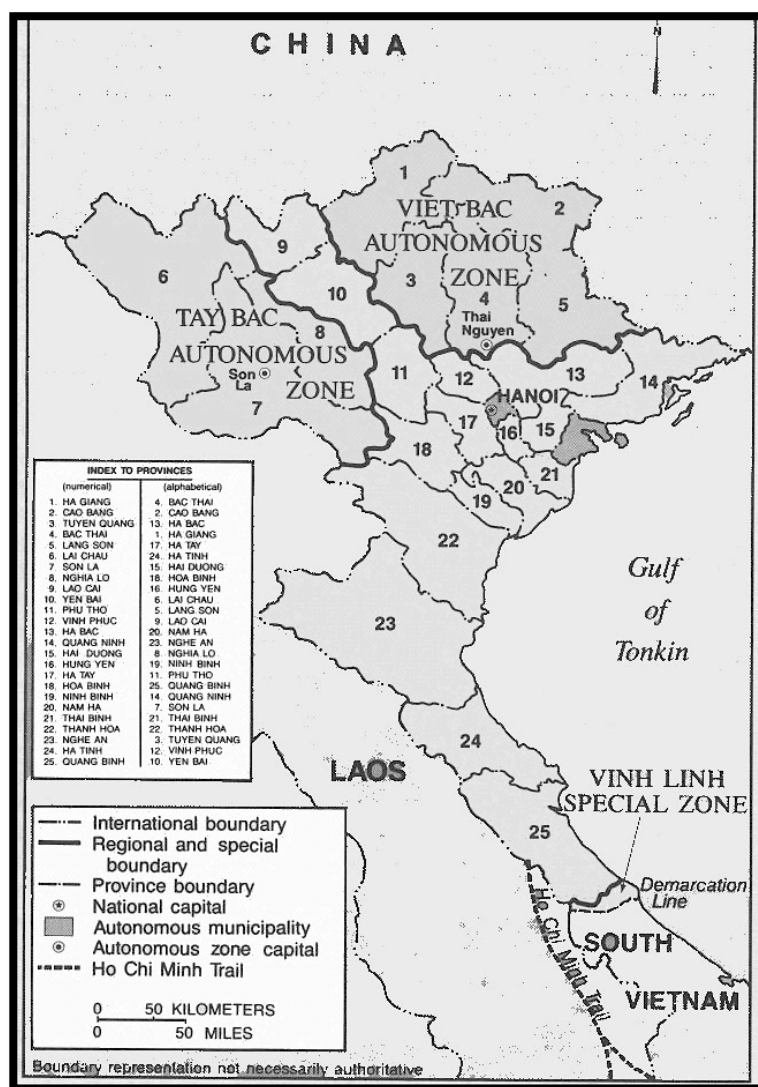 CHINA
N
1
VIET BAC
2
9
AUTONOMOUS
6
3
ZONE
10
4
5
TAY BAC
8
Thai
Nguyen
AUTONOMOUS
11
12
13
14
Son
La
ZONE
HANOI
7
17
16
15
18
20
21
19
22
INDEX TO PROVINCES
(numerical)
1. HA GIANG
2. CAO BANG
3. TUYEN QUANG
4. BAC THAI
5. LANG SON
6. LAI CHAU
7. SON LA
8. NGHIA LO
9. LAO CAI
10. YEN BAI
11. PHU THO
12. VINH PHUC
13. HA BAC
14. QUANG NINH
15. HAI DUONG
16. HUNG YEN
17. HA TAY
18. HOA BINH
19. NINH BINH
20. NAM HA
21. THAI BINH
22. THANH HOA
23. NGHE AN
24. HA TINH
25. QUANG BINH
(alphabetical)
4. BAC THAI
2. CAO BANG
13. HA BAC
1. HA GIANG
17. HA TAY
24. HA TINH
15. HAI DUONG
18. HOA BINH
16. HUNG YEN
6. LAI CHAU
5. LANG SON
9. LAO CAI
20. NAM HA
23. NGHE AN
8. NGHIA LO
19. NINH BINH
11. PHU THO
25. QUANG BINH
14. QUANG NINH
7. SON LA
21. THAI BINH
22. THANH HOA
3. TUYEN QUANG
12. VINH PHUC
10. YEN BAI
Gulf
of
Tonkin
23
24
LAOS
VINH LINH
SPECIAL ZONE
25
Demarcation
Line
SOUTH
VIETNAM
Ho Chi Minh Trail
International boundary
Regional and special
boundary
Province boundary
National capital
Autonomous municipality
Autonomous zone capital
Ho Chi Minh Trail
0 50 KILOMETERS
0 50 MILES
Boundary representation not necessarily authoritative